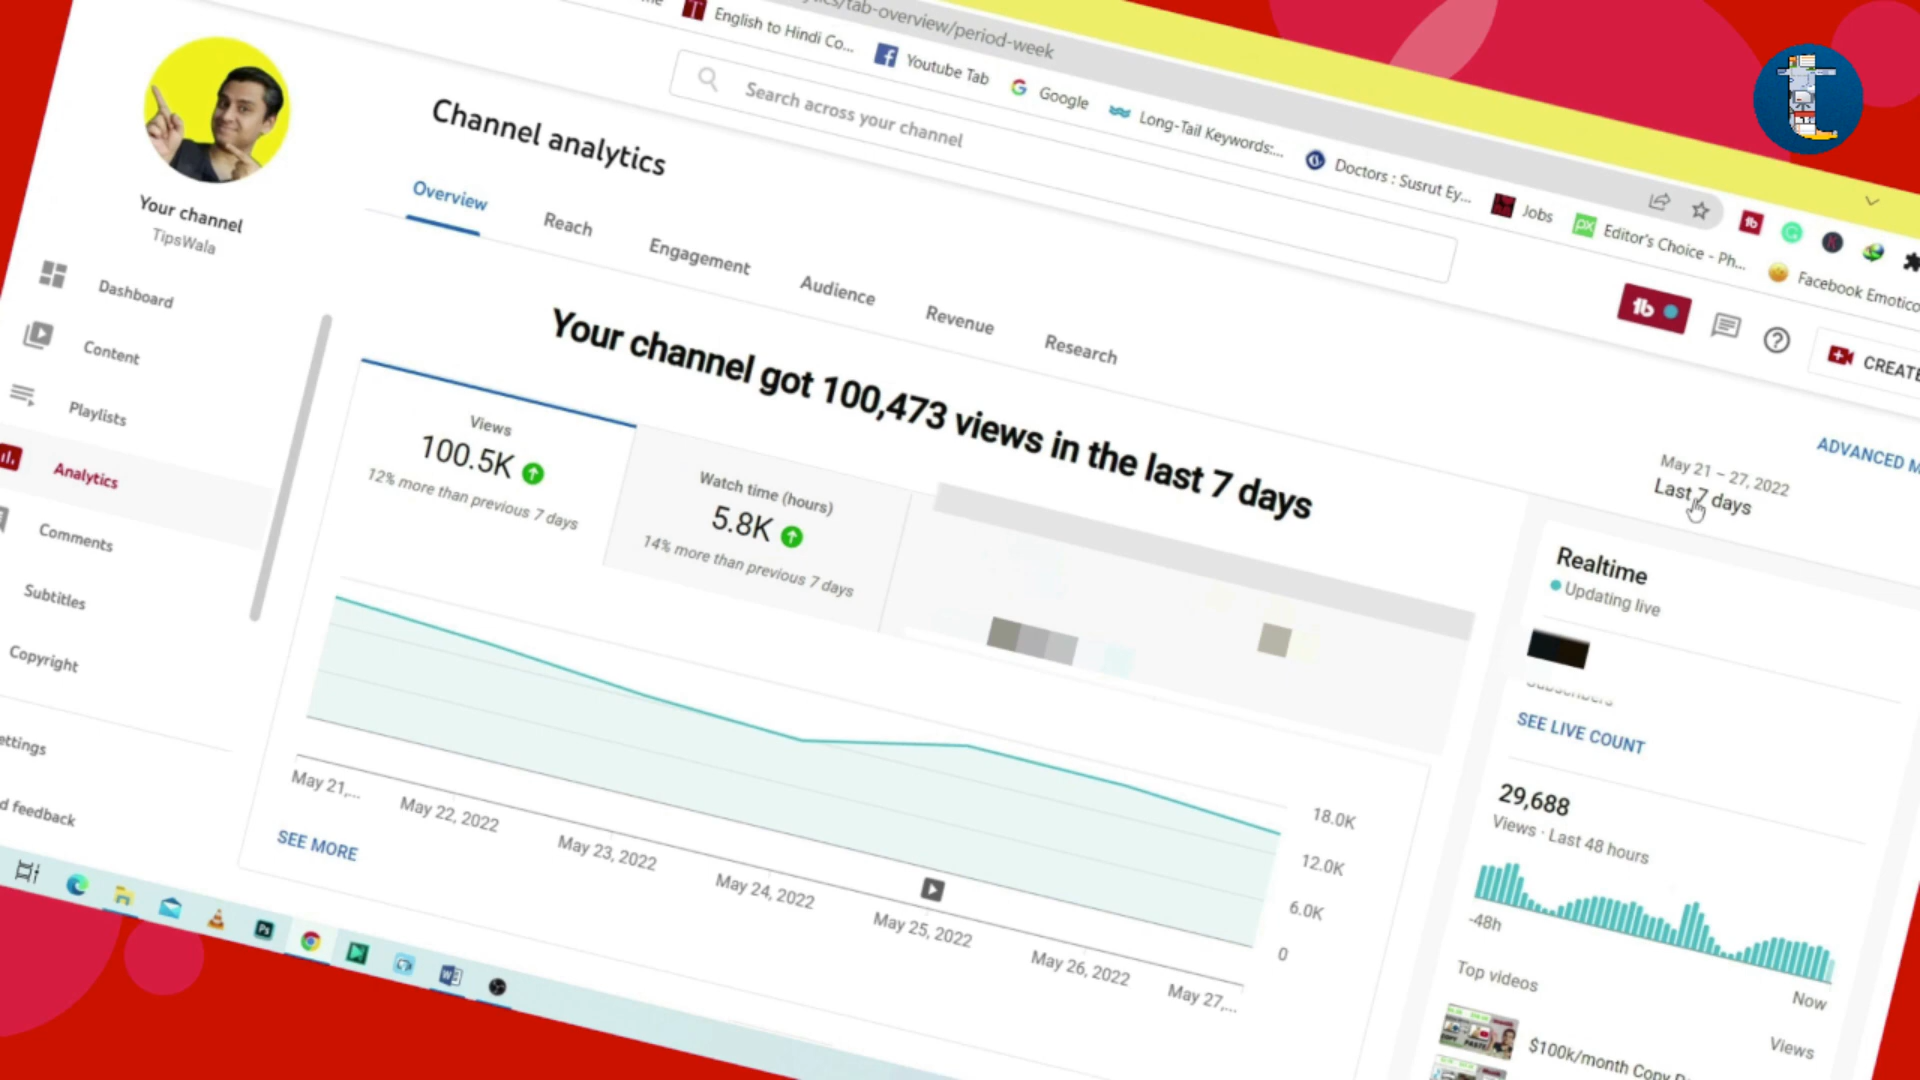 ics/tab-overview/period-week
English to Hindi Co...
Youtube Tab
Google
Long-Tail Keywords:...
Doctors : Susrut Ey...
Jobs
Editor's Choice - Ph...
Facebook Emotico
Search across your channel
CREATE
Your channel
TipsWala
Dashboard
Content
Playlists
Analytics
Comments
Subtitles
Copyright
ettings
d feedback
Channel analytics
ADVANCED M
Overview
Reach
Engagement
Audience
Revenue
Research
May 21 – 27, 2022
Last 7 days
Your channel got 100,473 views in the last 7 days
Views
100.5K
12% more than previous 7 days
Watch time (hours)
5.8K
14% more than previous 7 days
18.0K
12.0K
6.0K
0
May 21,...
May 22, 2022
May 23, 2022
May 24, 2022
May 25, 2022
May 26, 2022
May 27,...
SEE MORE
Realtime
Updating live
Subscribers
SEE LIVE COUNT
29,688
Views · Last 48 hours
-48h
Now
Top videos
Views
$100k/month Copy